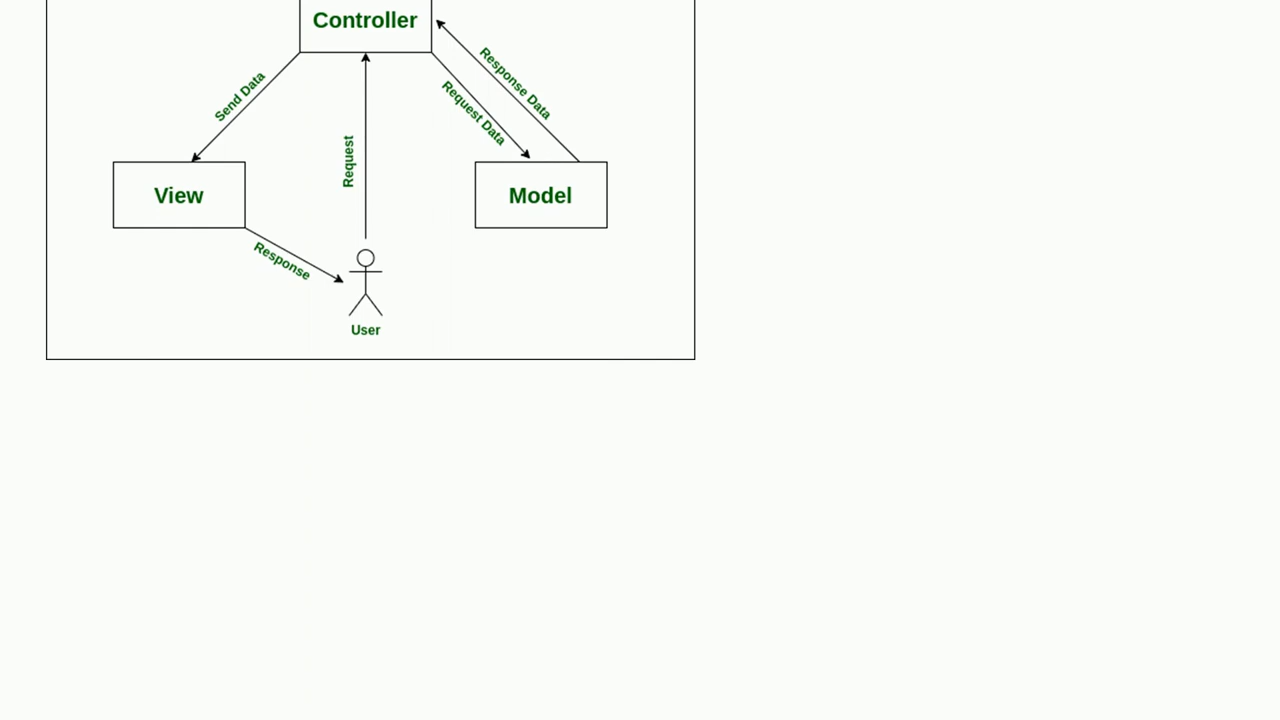 Controller
Send Data
Response Data
Request Data
Request
View
Model
Response
User